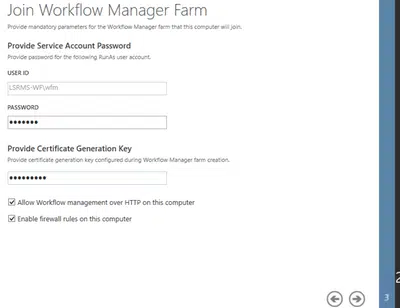 Join Workflow Manager Farm
Provide mandatory parameters for the Workflow Manager farm that this computer will join.
Provide Service Account Password
Provide password for the following RunAs user account.
USER ID
LSRMS-WF\wfm
PASSWORD
●●●●●●●
Provide Certificate Generation Key
Provide certificate generation key configured during Workflow Manager farm creation.
●●●●●●●●●
Allow Workflow management over HTTP on this computer
Enable firewall rules on this computer
3
2